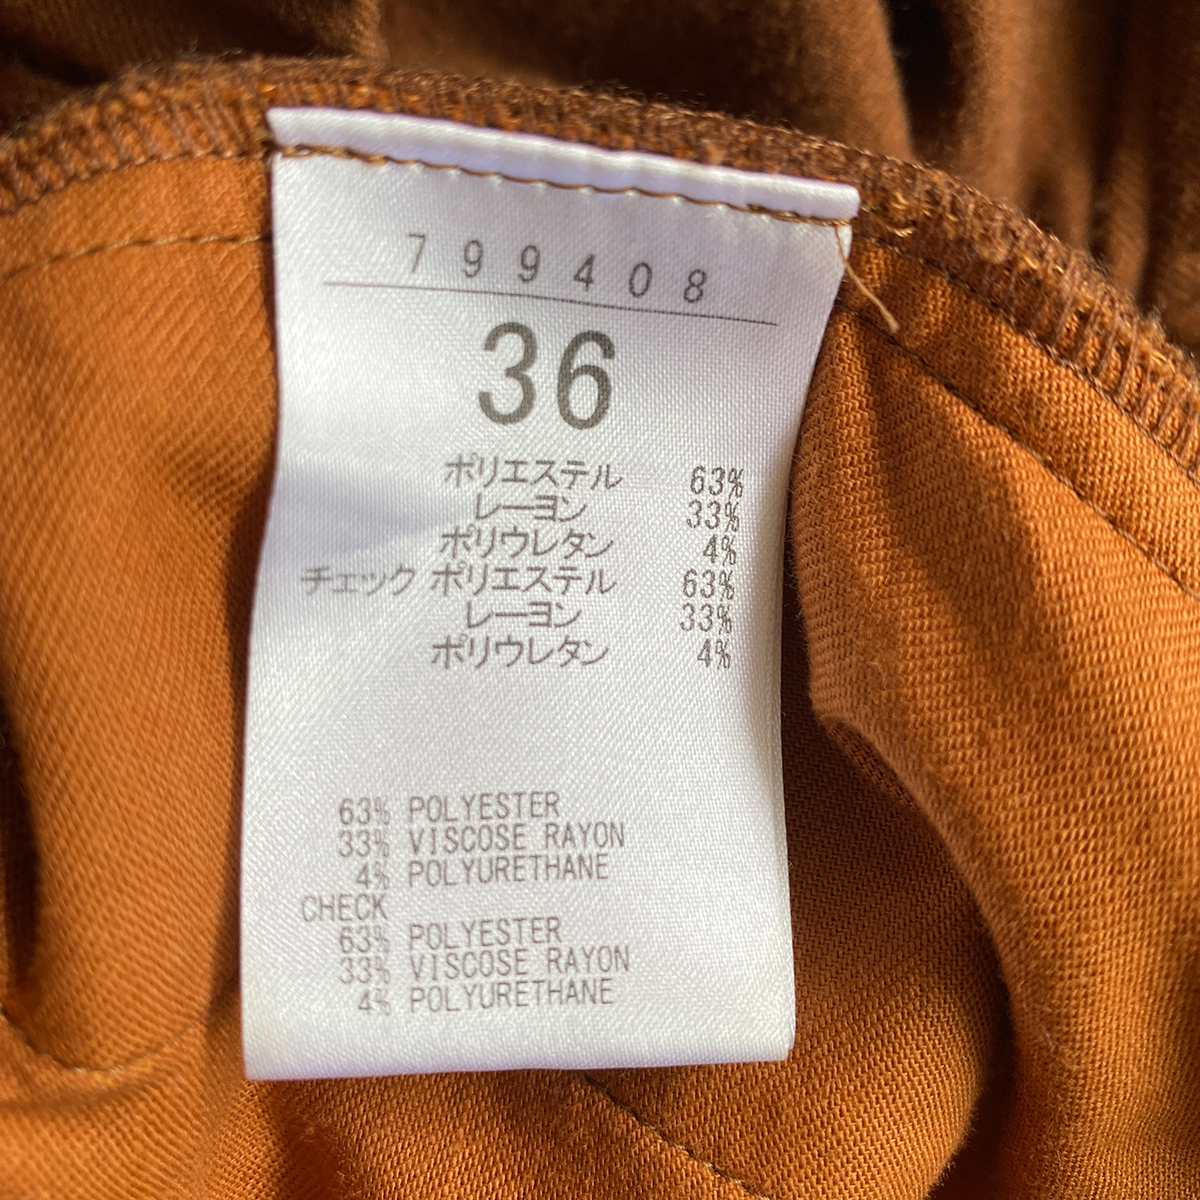 799408
36
ポリエステル 63%
レーヨン 33%
ポリウレタン 4%
チェック ポリエステル 63%
レーヨン 33%
ポリウレタン 4%
63% POLYESTER
33% VISCOSE RAYON
4% POLYURETHANE
CHECK
63% POLYESTER
33% VISCOSE RAYON
4% POLYURETHANE